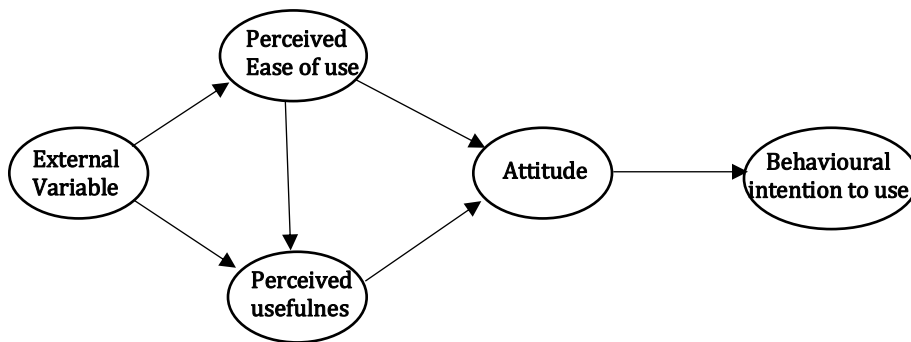 Perceived
Ease of use
External
Variable
Attitude
Behavioural
intention to use
Perceived
usefulnes